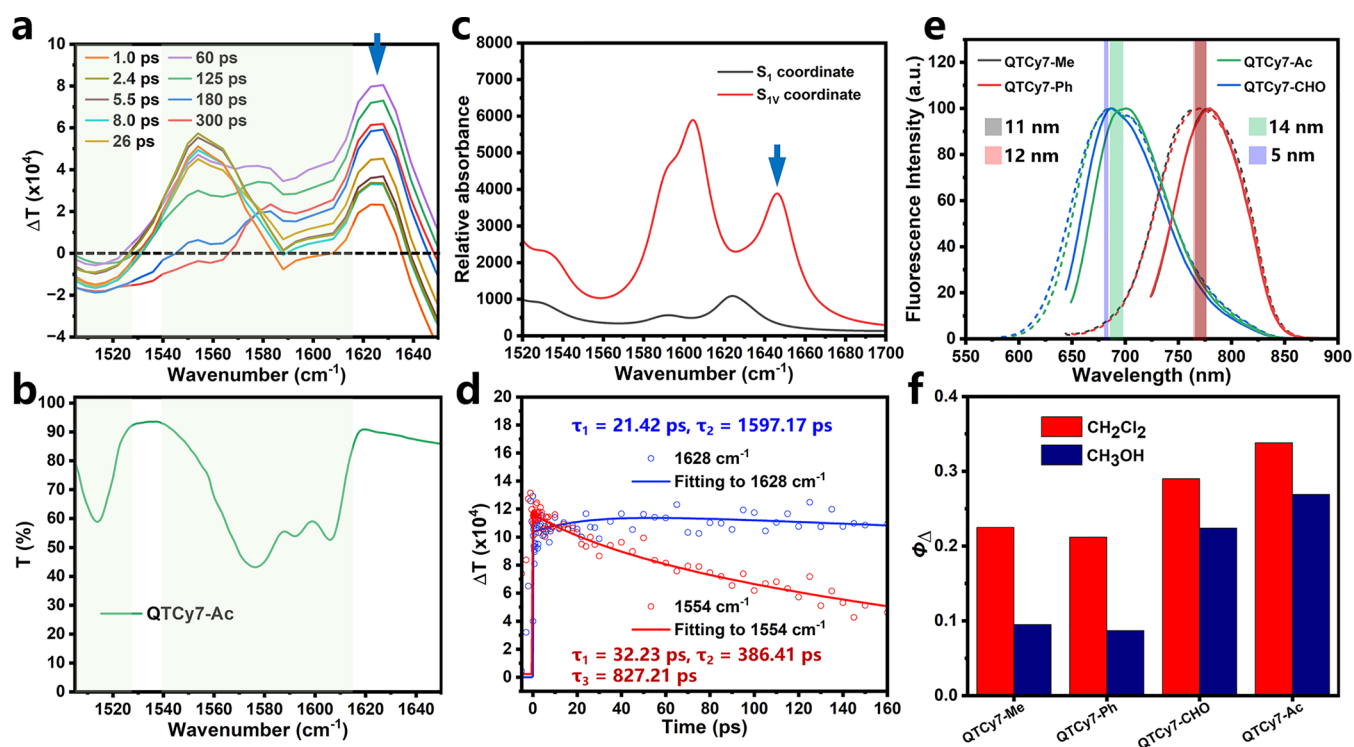 a
ΔT (x10⁴)
10
8
6
4
2
0
−2
−4
1.0 ps
2.4 ps
5.5 ps
8.0 ps
26 ps
60 ps
125 ps
180 ps
300 ps
1520 1540 1560 1580 1600 1620 1640
Wavenumber (cm⁻¹)
b
T (%)
100
90
80
70
60
50
40
30
20
10
0
QTCy7-Ac
1520 1540 1560 1580 1600 1620 1640
Wavenumber (cm⁻¹)
c
Relative absorbance
8000
7000
6000
5000
4000
3000
2000
1000
0
S₁ coordinate
S₁ᵥ coordinate
1520 1540 1560 1580 1600 1620 1640 1660 1680 1700
Wavenumber (cm⁻¹)
d
ΔT (x10⁴)
20
18
16
14
12
10
8
6
4
2
0
τ₁ = 21.42 ps, τ₂ = 1597.17 ps
1628 cm⁻¹
Fitting to 1628 cm⁻¹
1554 cm⁻¹
Fitting to 1554 cm⁻¹
τ₁ = 32.23 ps, τ₂ = 386.41 ps
τ₃ = 827.21 ps
0 20 40 60 80 100 120 140 160
Time (ps)
e
Fluorescence Intensity (a.u.)
120
100
80
60
40
20
0
QTCy7-Me
QTCy7-Ph
QTCy7-Ac
QTCy7-CHO
11 nm
12 nm
14 nm
5 nm
550 600 650 700 750 800 850 900
Wavelength (nm)
f
Φ△
0.4
0.3
0.2
0.1
0.0
CH₂Cl₂
CH₃OH
QTCy7-Me
QTCy7-Ph
QTCy7-CHO
QTCy7-Ac